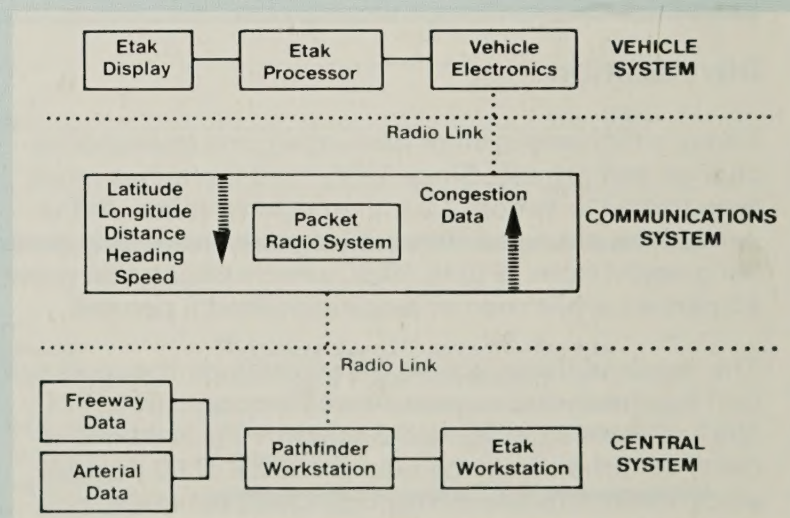 Etak
Display
Etak
Processor
Vehicle
Electronics
VEHICLE
SYSTEM
Radio Link
Latitude
Longitude
Distance
Heading
Speed
Packet
Radio System
Congestion
Data
COMMUNICATIONS
SYSTEM
Radio Link
Freeway
Data
Arterial
Data
Pathfinder
Workstation
Etak
Workstation
CENTRAL
SYSTEM